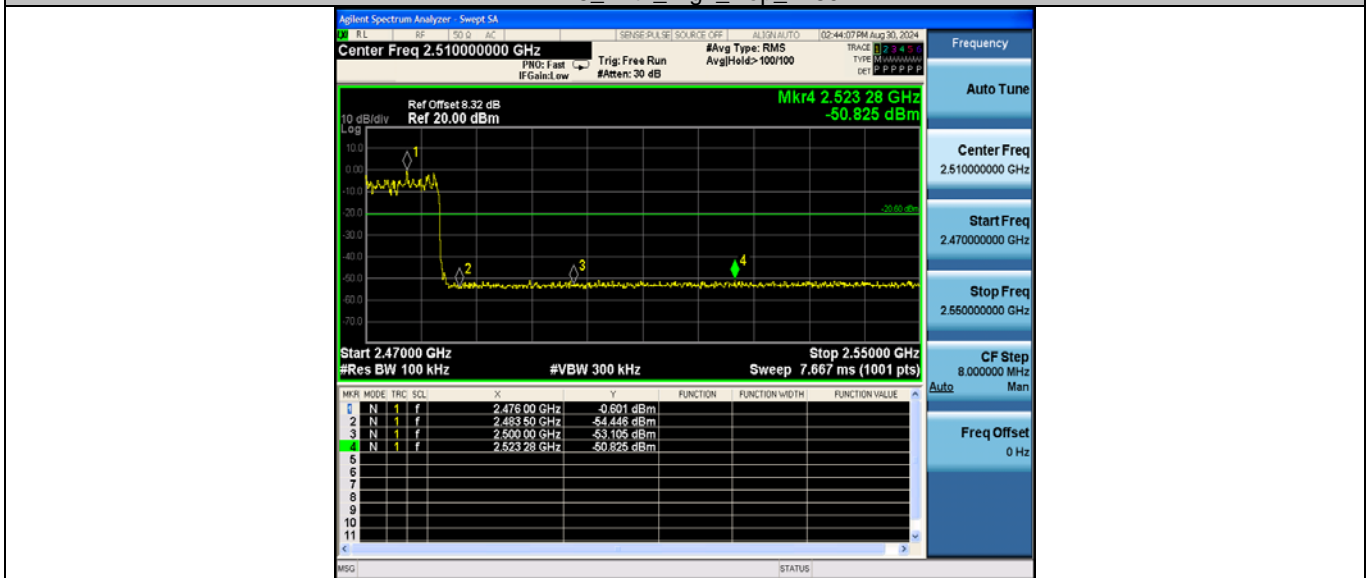 Agilent Spectrum Analyzer - Swept SA
RL RF 50 Ω AC SENSE:PULSE SOURCE OFF ALIGN AUTO 02:44:07 PM Aug 30, 2024
Center Freq 2.510000000 GHz
PNO: Fast
IFGain:Low
Trig: Free Run
#Atten: 30 dB
#Avg Type: RMS
Avg|Hold:> 100/100
TRACE 1 2 3 4 5 6
TYPE M
DET P P P P P P
Frequency
Mkr4 2.523 28 GHz
-50.825 dBm
Ref Offset 8.32 dB
10 dB/div Ref 20.00 dBm
Log
10.0
0.00
-10.0
-20.0
-30.0
-40.0
-50.0
-60.0
-70.0
1
2
3
4
-20.60 dBm
Start 2.47000 GHz Stop 2.55000 GHz
#Res BW 100 kHz #VBW 300 kHz Sweep 7.667 ms (1001 pts)
MKR MODE TRC SCL X Y FUNCTION FUNCTION WIDTH FUNCTION VALUE
1 N 1 f 2.476 00 GHz -0.601 dBm
2 N 1 f 2.483 50 GHz -54.446 dBm
3 N 1 f 2.500 00 GHz -53.105 dBm
4 N 1 f 2.523 28 GHz -50.825 dBm
5
6
7
8
9
10
11
Auto Tune
Center Freq
2.510000000 GHz
Start Freq
2.470000000 GHz
Stop Freq
2.550000000 GHz
CF Step
8.000000 MHz
Auto Man
Freq Offset
0 Hz
MSG STATUS